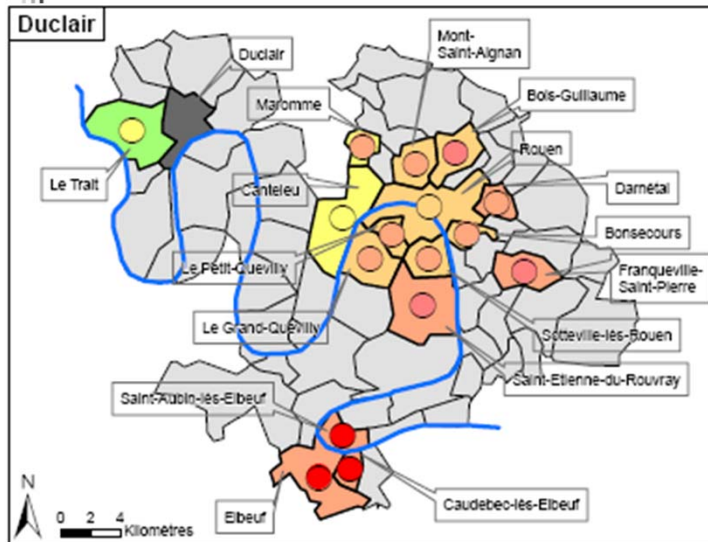 Duclair
Mont-
Saint-Aignan
Duclair
Bois-Guillaume
Maromme
Rouen
Le Trait
Canteleu
Darnétal
Bonsecours
Le Petit-Quevilly
Franqueville-
Saint-Pierre
Le Grand-Quevilly
Sotteville-lès-Rouen
Saint-Etienne-du-Rouvray
Saint-Aubin-lès-Elbeuf
Elbeuf
Caudebec-lès-Elbeuf
N
0 2 4
Kilomètres